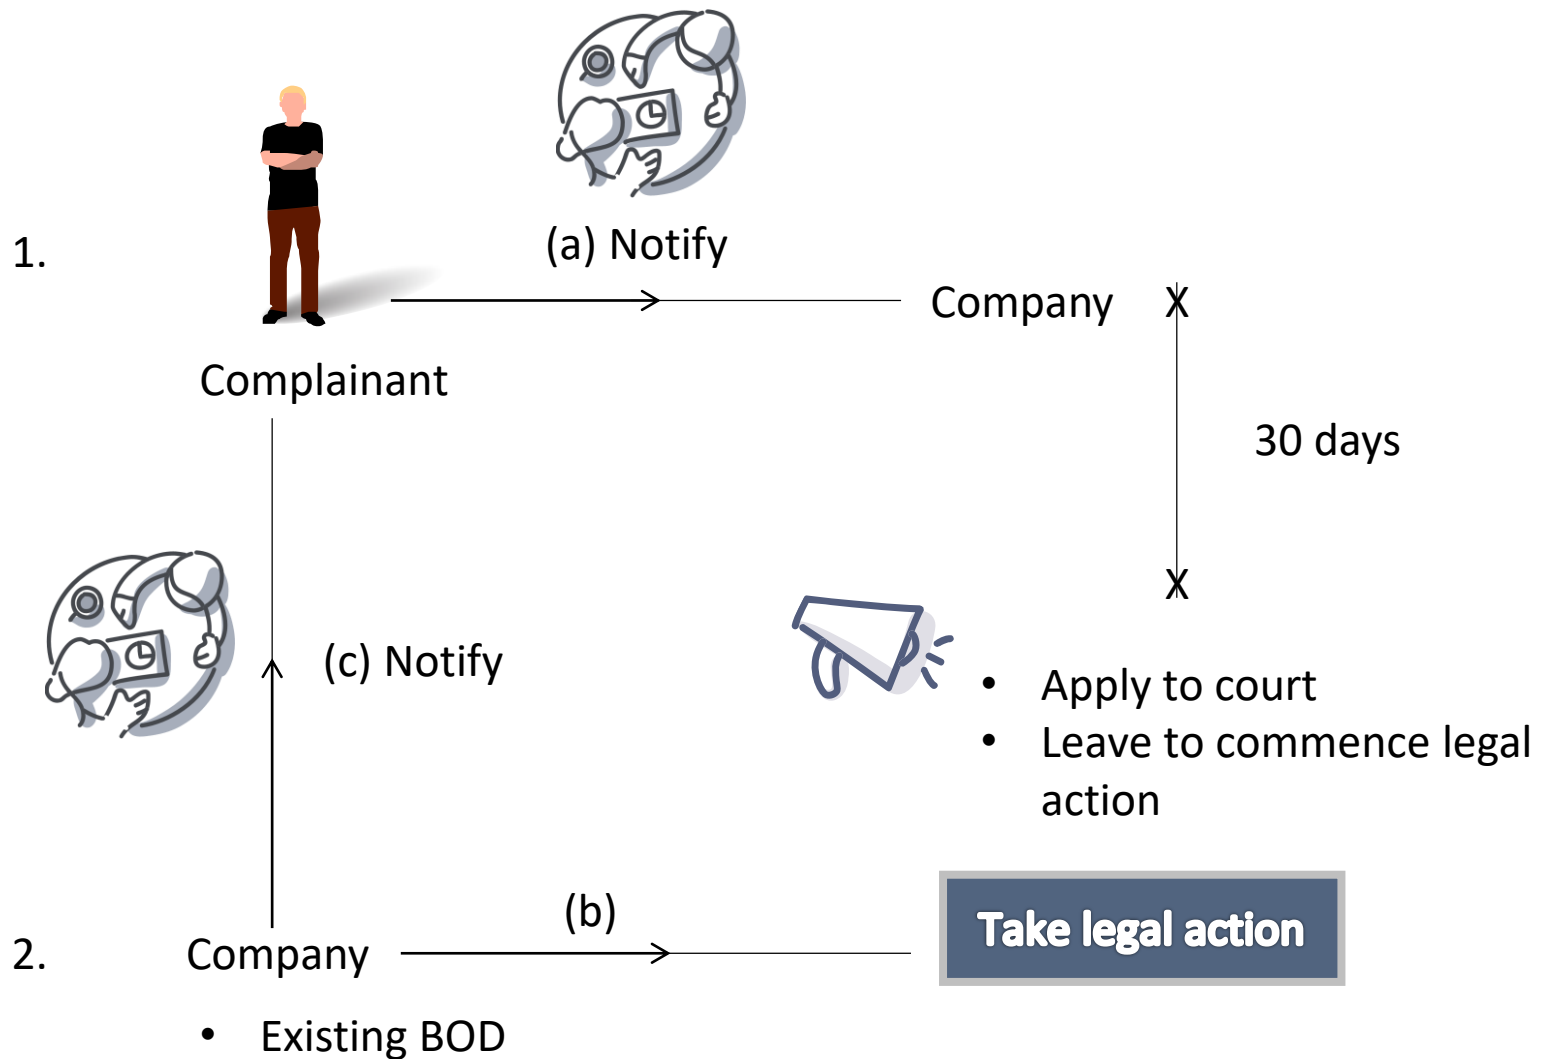 1.
(a) Notify
Company X
Complainant
30 days
X
(c) Notify
• Apply to court
• Leave to commence legal
action
(b)
Take legal action
2.
Company
• Existing BOD